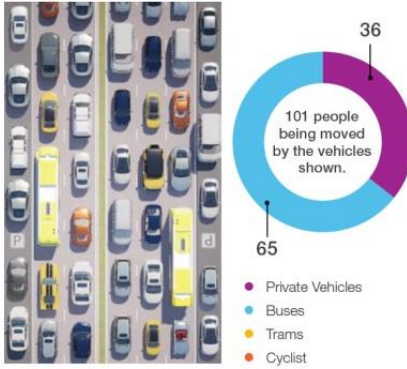 36
101 people
being moved
by the vehicles
shown.
65
Private Vehicles
Buses
Trams
Cyclist
P
P